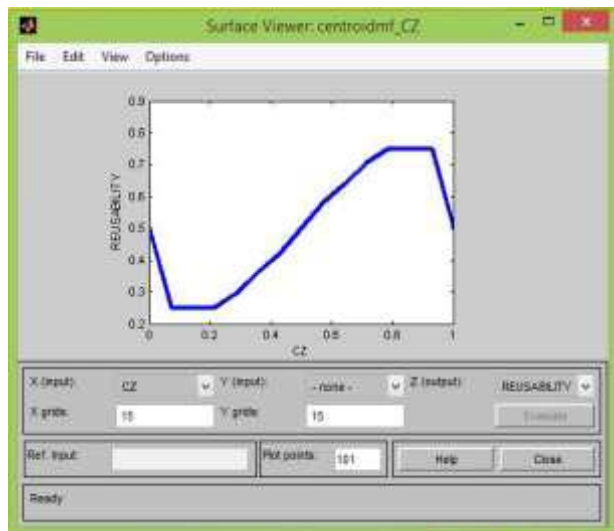 Surface Viewer: centroidmf_CZ
File Edit View Options
0.9
0.8
0.7
0.6
0.5
0.4
0.3
0.2
REUSABILITY
0 0.2 0.4 0.6 0.8 1
CZ
X (input): CZ Y (input): - none - Z (output): REUSABILITY
X grids: 15 Y grids: 15 Evaluate
Ref. Input: Plot points: 101 Help Close
Ready